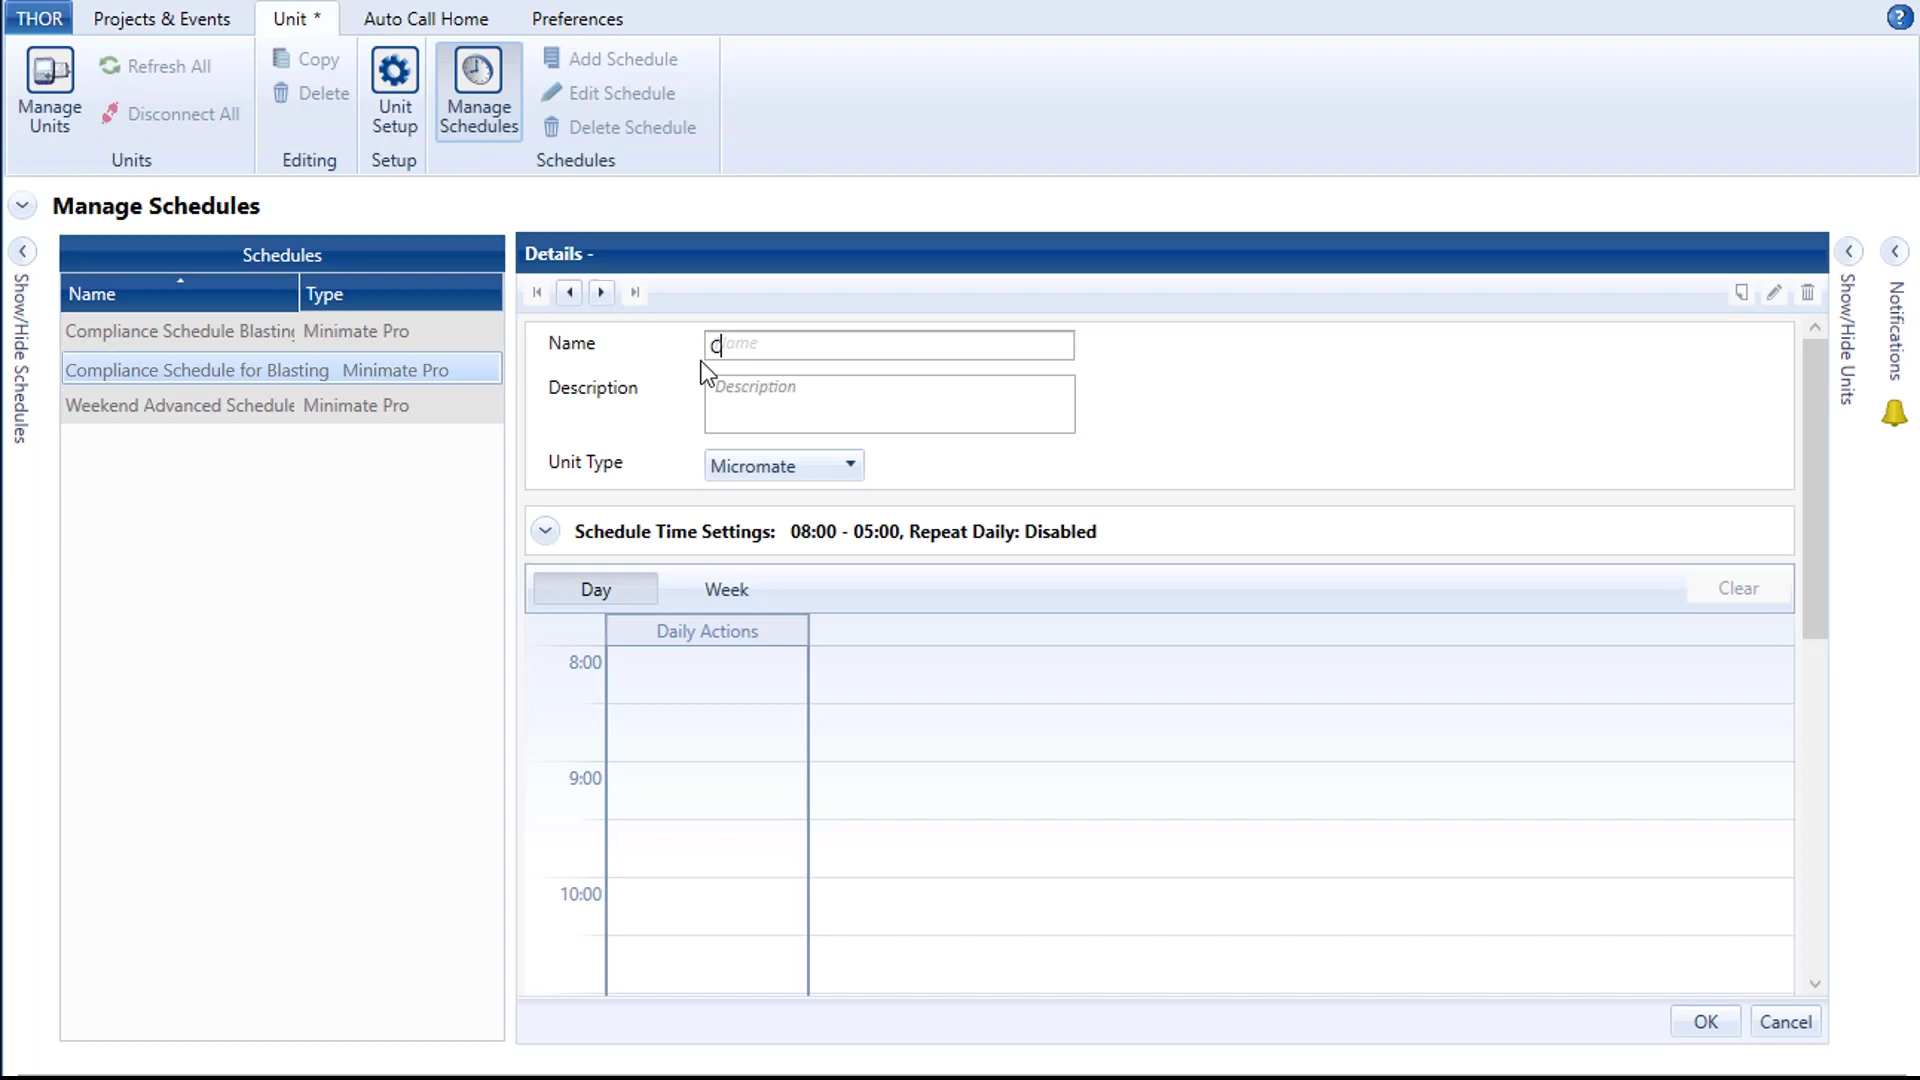 THOR Projects & Events Unit * Auto Call Home Preferences
Manage Units
Refresh All
Disconnect All
Units
Copy
Delete
Editing
Unit Setup
Setup
Manage Schedules
Add Schedule
Edit Schedule
Delete Schedule
Schedules
Manage Schedules
Show/Hide Schedules
Schedules
Name Type
Compliance Schedule Blasting Minimate Pro
Compliance Schedule for Blasting Minimate Pro
Weekend Advanced Schedule Minimate Pro
Details -
Name C
Description Description
Unit Type Micromate
Schedule Time Settings: 08:00 - 05:00, Repeat Daily: Disabled
Day Week Clear
Daily Actions
8:00
9:00
10:00
OK Cancel
Show/Hide Units
Notifications